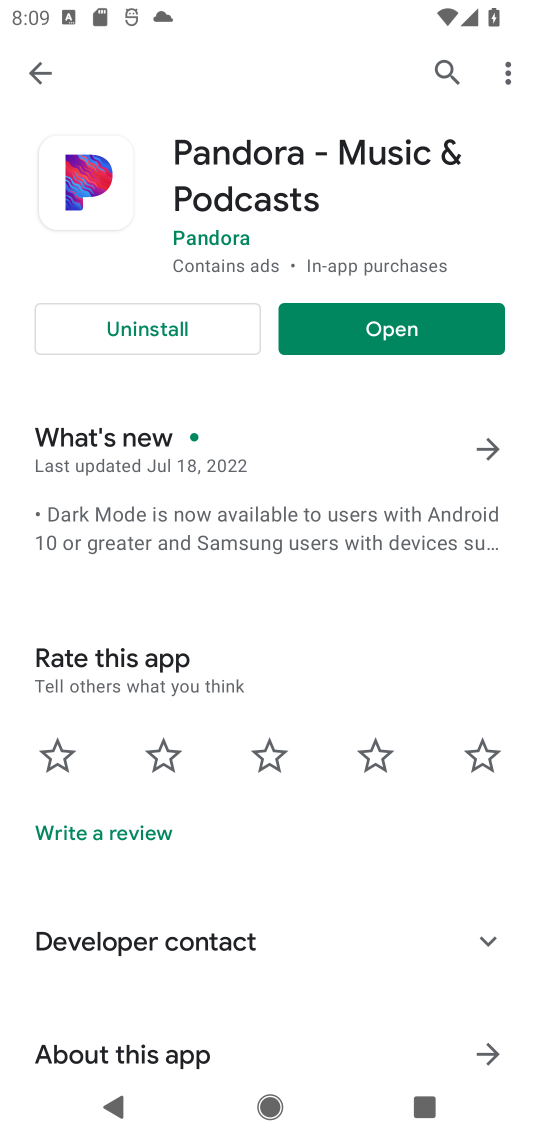 8:09
Pandora - Music &
Podcasts
Pandora
Contains ads • In-app purchases
Uninstall
Open
What's new •
Last updated Jul 18, 2022
• Dark Mode is now available to users with Android
10 or greater and Samsung users with devices su…
Rate this app
Tell others what you think
Write a review
Developer contact
About this app